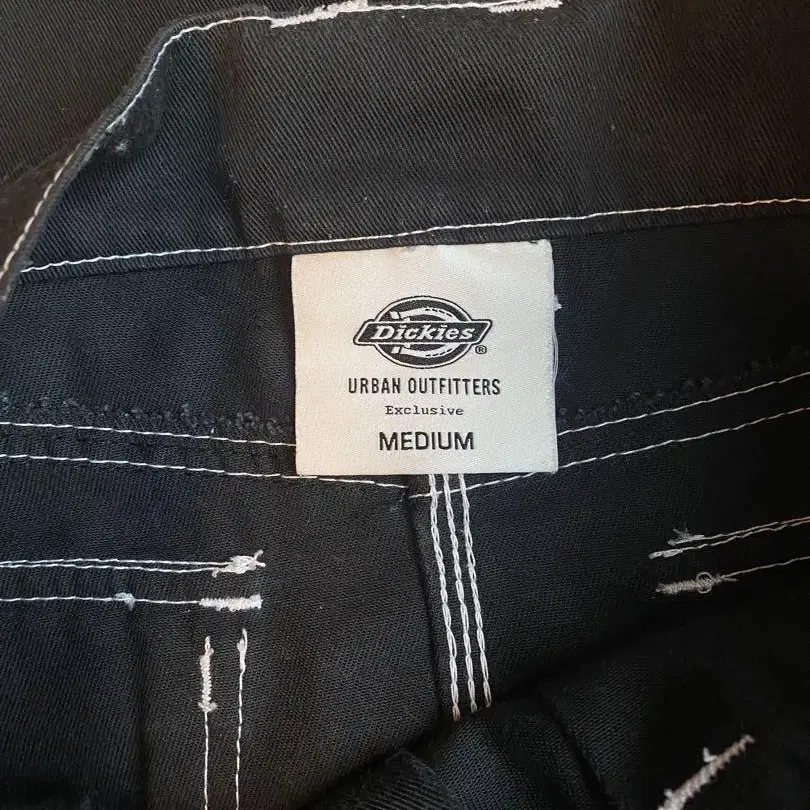 Dickies®
URBAN OUTFITTERS
Exclusive
MEDIUM